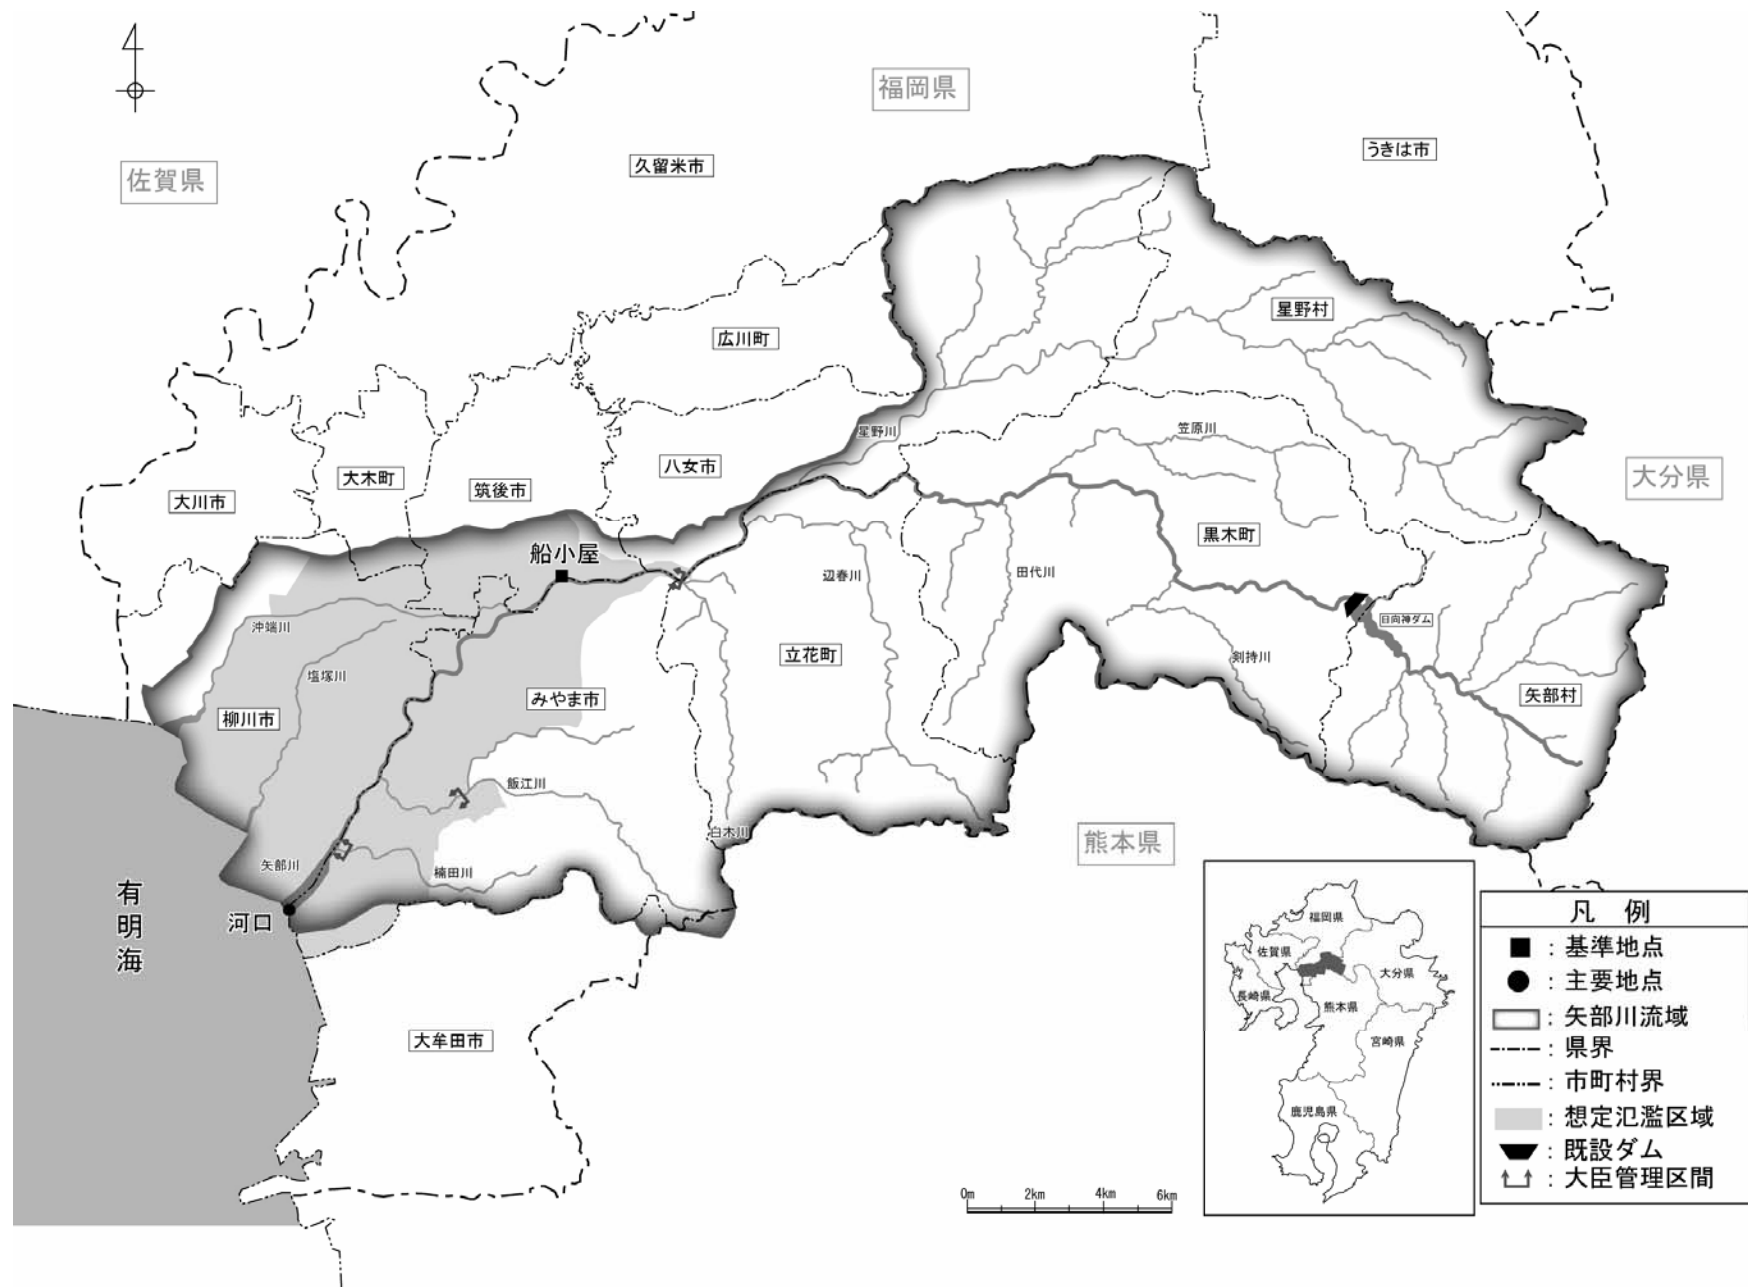 福岡県
佐賀県
久留米市
うきは市
星野村
広川町
星野川
笠原川
八女市
大木町
筑後市
大川市
大分県
黒木町
船小屋
辺春川
田代川
日向神ダム
沖端川
立花町
剣持川
塩塚川
みやま市
矢部村
柳川市
飯江川
白木川
熊本県
矢部川
楠田川
有明海
河口
大牟田市
福岡県
佐賀県
大分県
長崎県
熊本県
宮崎県
鹿児島県
0m 2km 4km 6km
凡 例
:基準地点
:主要地点
:矢部川流域
:県界
:市町村界
:想定氾濫区域
:既設ダム
:大臣管理区間